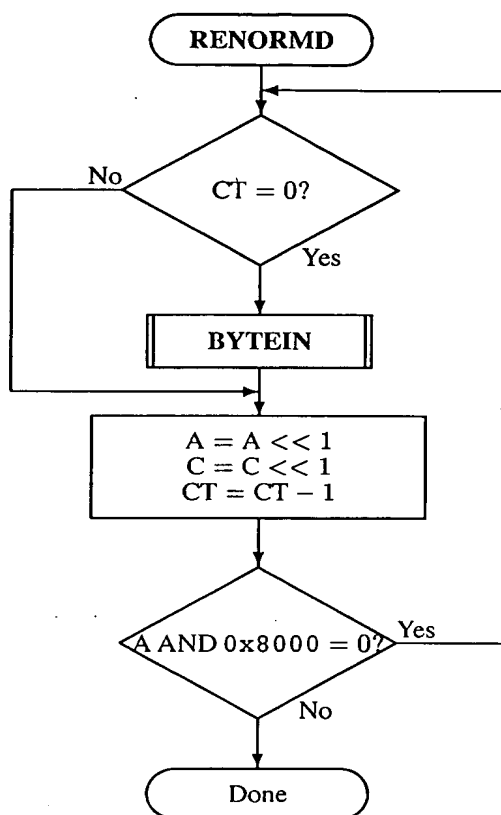 RENORMD
No
CT = 0?
Yes
BYTEIN
A = A << 1
C = C << 1
CT = CT − 1
A AND 0x8000 = 0?
Yes
No
Done